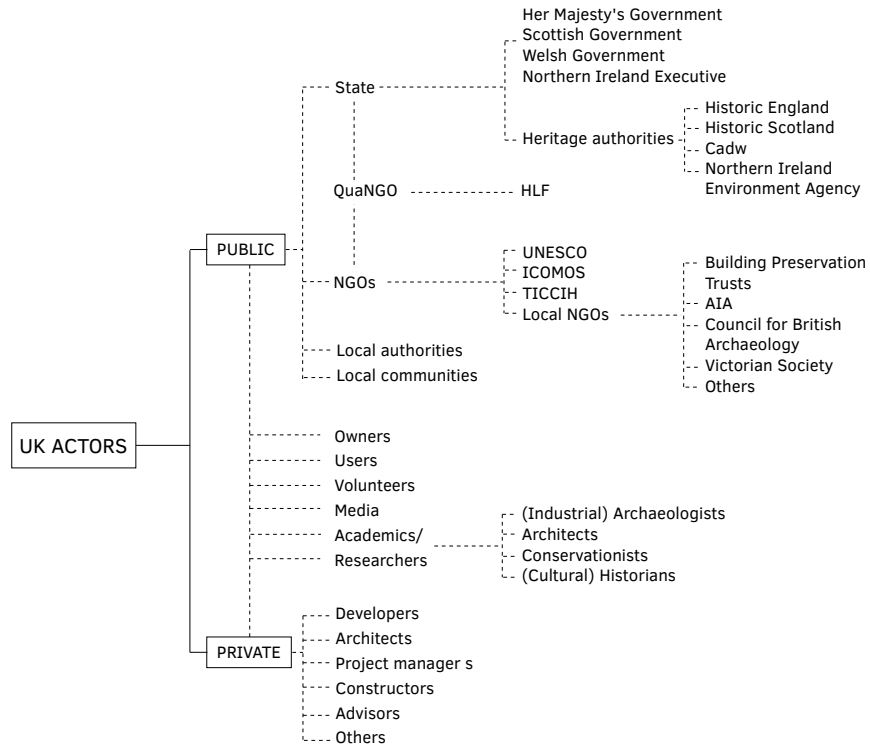 UK ACTORS
PUBLIC
State
Her Majesty's Government
Scottish Government
Welsh Government
Northern Ireland Executive
Heritage authorities
Historic England
Historic Scotland
Cadw
Northern Ireland
Environment Agency
QuaNGO
HLF
NGOs
UNESCO
ICOMOS
TICCIH
Local NGOs
Building Preservation
Trusts
AIA
Council for British
Archaeology
Victorian Society
Others
Local authorities
Local communities
Owners
Users
Volunteers
Media
Academics/
Researchers
(Industrial) Archaeologists
Architects
Conservationists
(Cultural) Historians
PRIVATE
Developers
Architects
Project manager s
Constructors
Advisors
Others